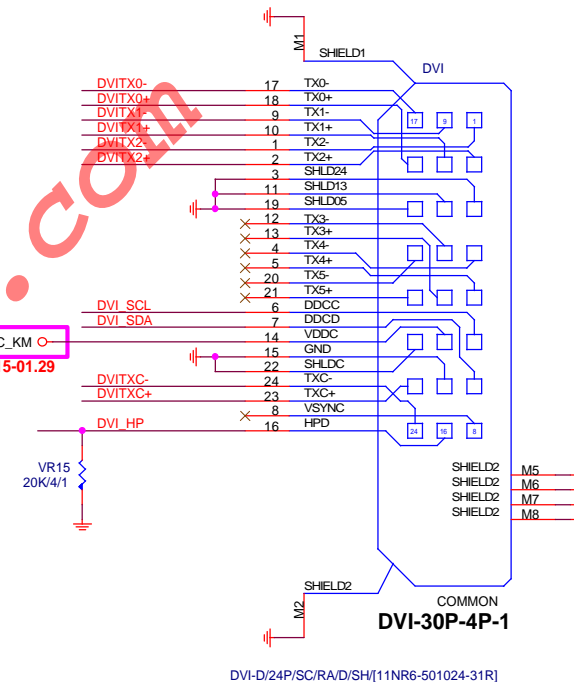 M1
SHIELD1
DVI
DVITX0- 17 TX0-
DVITX0+ 18 TX0+
DVITX1- 9 TX1-
DVITX1+ 10 TX1+
DVITX2- 1 TX2-
DVITX2+ 2 TX2+
3 SHLD24
11 SHLD13
19 SHLD05
12 TX3-
13 TX3+
4 TX4-
5 TX4+
20 TX5-
21 TX5+
DVI_SCL 6 DDCC
DVI_SDA 7 DDCD
14 VDDC
15 GND
22 SHLDC
DVITXC- 24 TXC-
DVITXC+ 23 TXC+
8 VSYNC
DVI_HP 16 HPD
17 9 1
24 16 8
C_KM
5-01.29
.com
VR15
20K/4/1
SHIELD2 M5
SHIELD2 M6
SHIELD2 M7
SHIELD2 M8
SHIELD2
M2
COMMON
DVI-30P-4P-1
DVI-D/24P/SC/RA/D/SH/[11NR6-501024-31R]